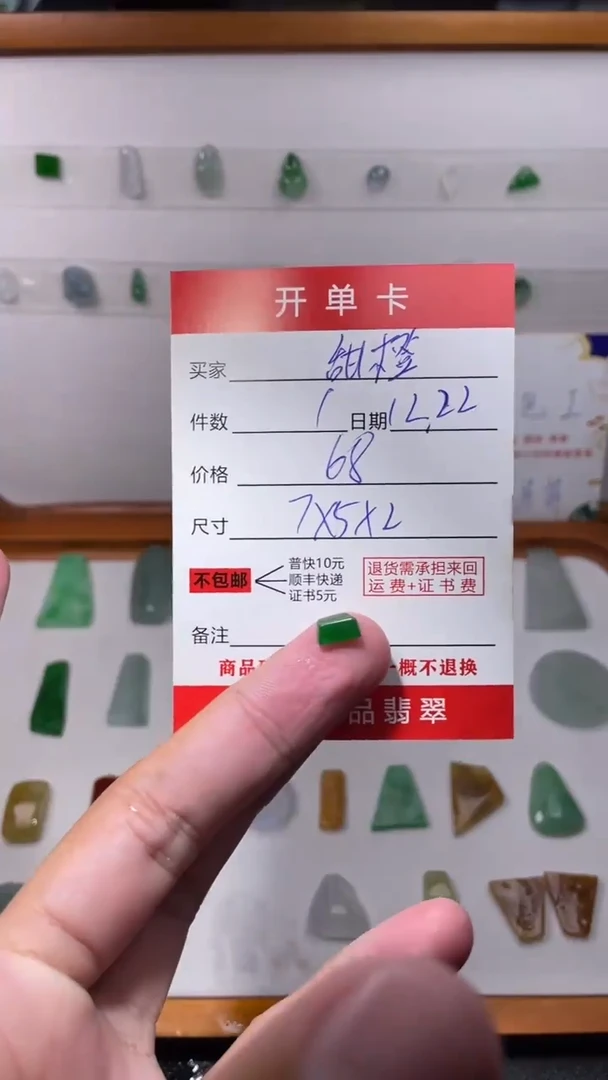 开单卡
买家 甜橙
件数 1 日期 12.22
价格 68
尺寸 7X5X2
不包邮
普快10元
顺丰快递
证书5元
退货需承担来回
运费+证书费
备注
商品 一概不退换
品翡翠